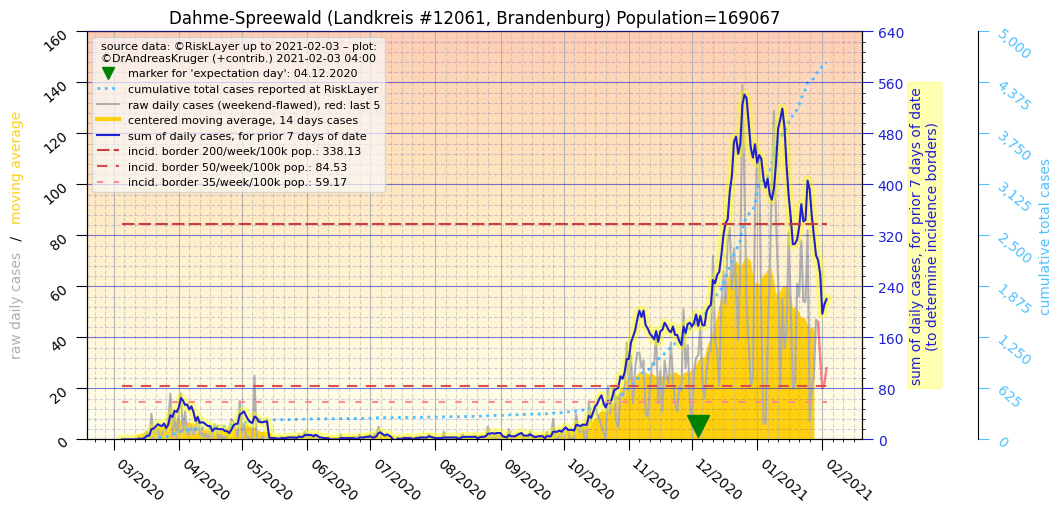 Dahme-Spreewald (Landkreis #12061, Brandenburg) Population=169067
source data: ©RiskLayer up to 2021-02-03 – plot:
©DrAndreasKruger (+contrib.) 2021-02-03 04:00
marker for 'expectation day': 04.12.2020
cumulative total cases reported at RiskLayer
raw daily cases (weekend-flawed), red: last 5
centered moving average, 14 days cases
sum of daily cases, for prior 7 days of date
incid. border 200/week/100k pop.: 338.13
incid. border 50/week/100k pop.: 84.53
incid. border 35/week/100k pop.: 59.17
raw daily cases / moving average
160
140
120
100
80
60
40
20
0
03/2020
04/2020
05/2020
06/2020
07/2020
08/2020
09/2020
10/2020
11/2020
12/2020
01/2021
02/2021
640
560
480
400
320
240
160
80
0
sum of daily cases, for prior 7 days of date
(to determine incidence borders)
5,000
4,375
3,750
3,125
2,500
1,875
1,250
625
0
cumulative total cases